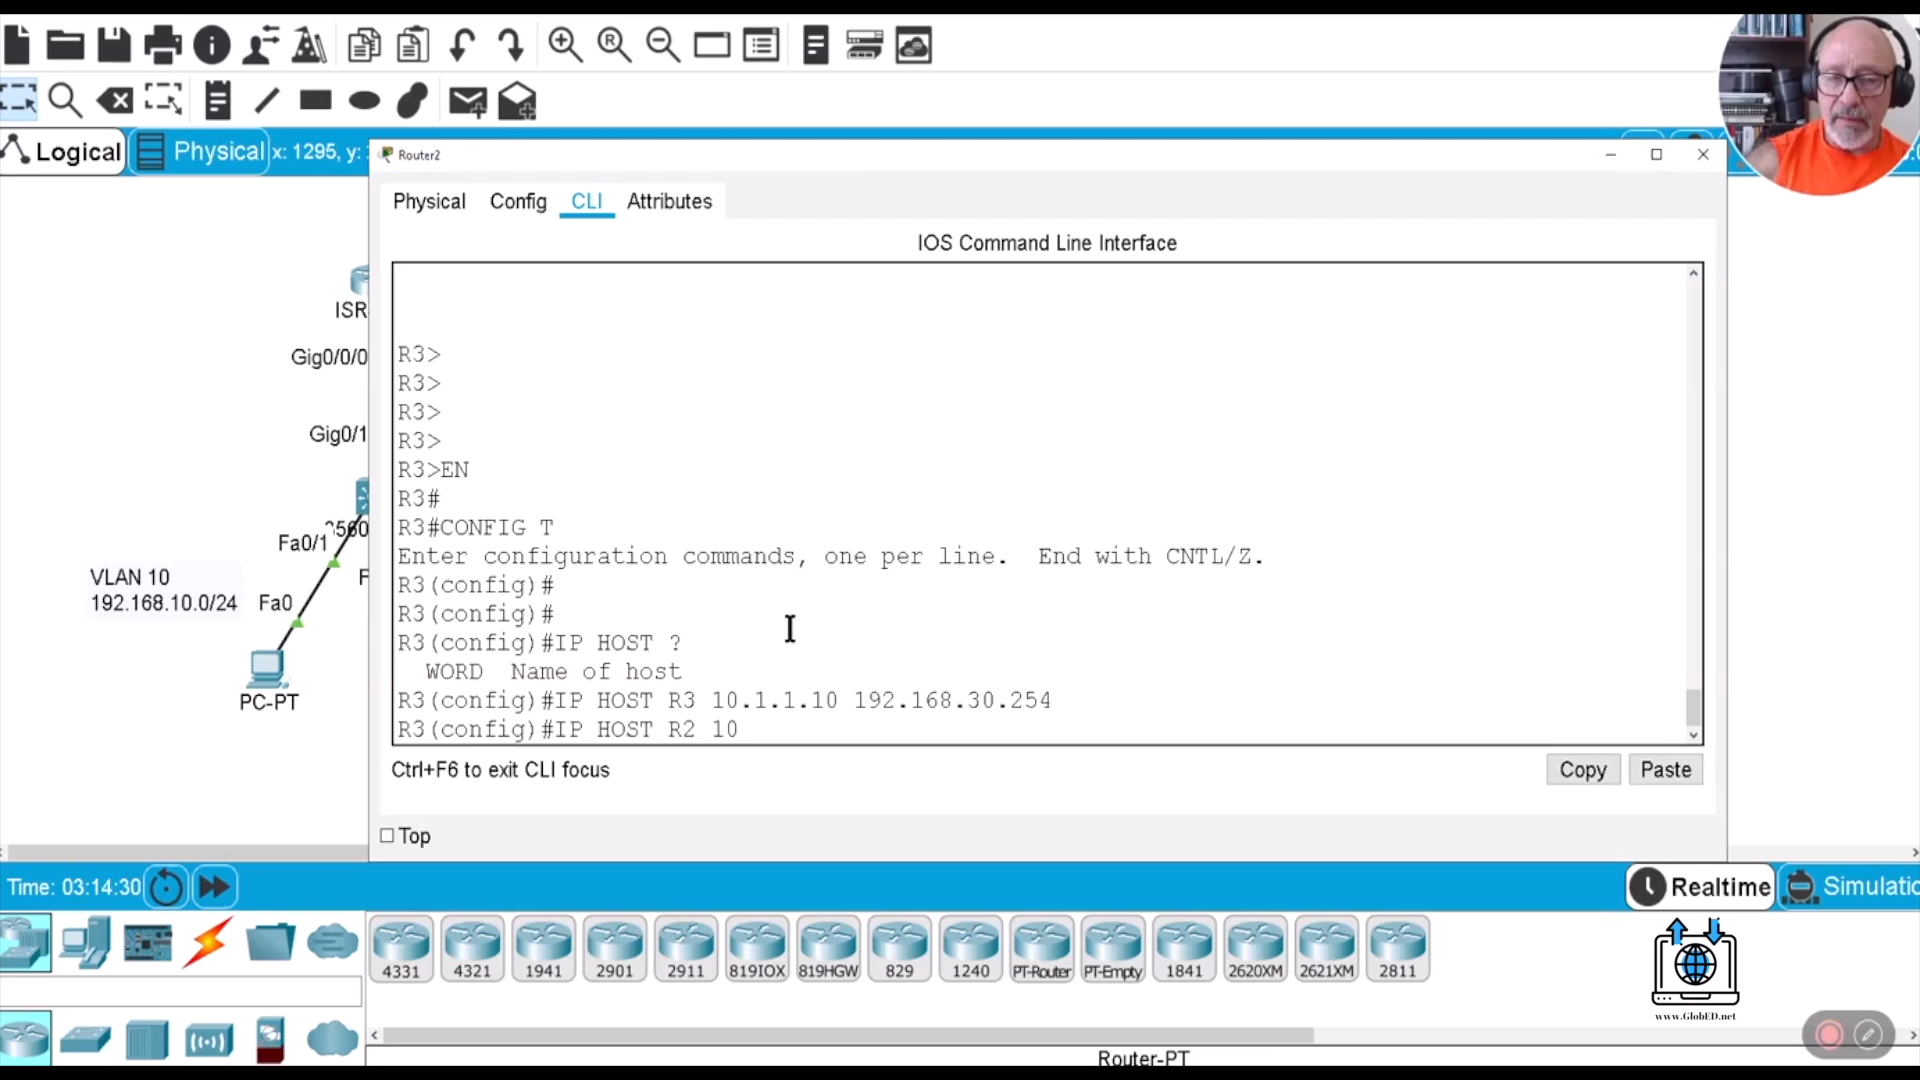 Logical
Physical
x: 1295, y:
Router2
Physical
Config
CLI
Attributes
IOS Command Line Interface
R3>
R3>
R3>
R3>
R3>EN
R3#
R3#CONFIG T
Enter configuration commands, one per line.  End with CNTL/Z.
R3(config)#
R3(config)#
R3(config)#IP HOST ?
WORD  Name of host
R3(config)#IP HOST R3 10.1.1.10 192.168.30.254
R3(config)#IP HOST R2 10
Ctrl+F6 to exit CLI focus
Copy
Paste
Top
ISR
Gig0/0/0
Gig0/1
Fa0/1
VLAN 10
192.168.10.0/24
Fa0
PC-PT
Time: 03:14:30
Realtime
Simulatio
4331
4321
1941
2901
2911
819IOX
819HGW
829
1240
PT-Router
PT-Empty
1841
2620XM
2621XM
2811
www.GlobED.net
Router-PT